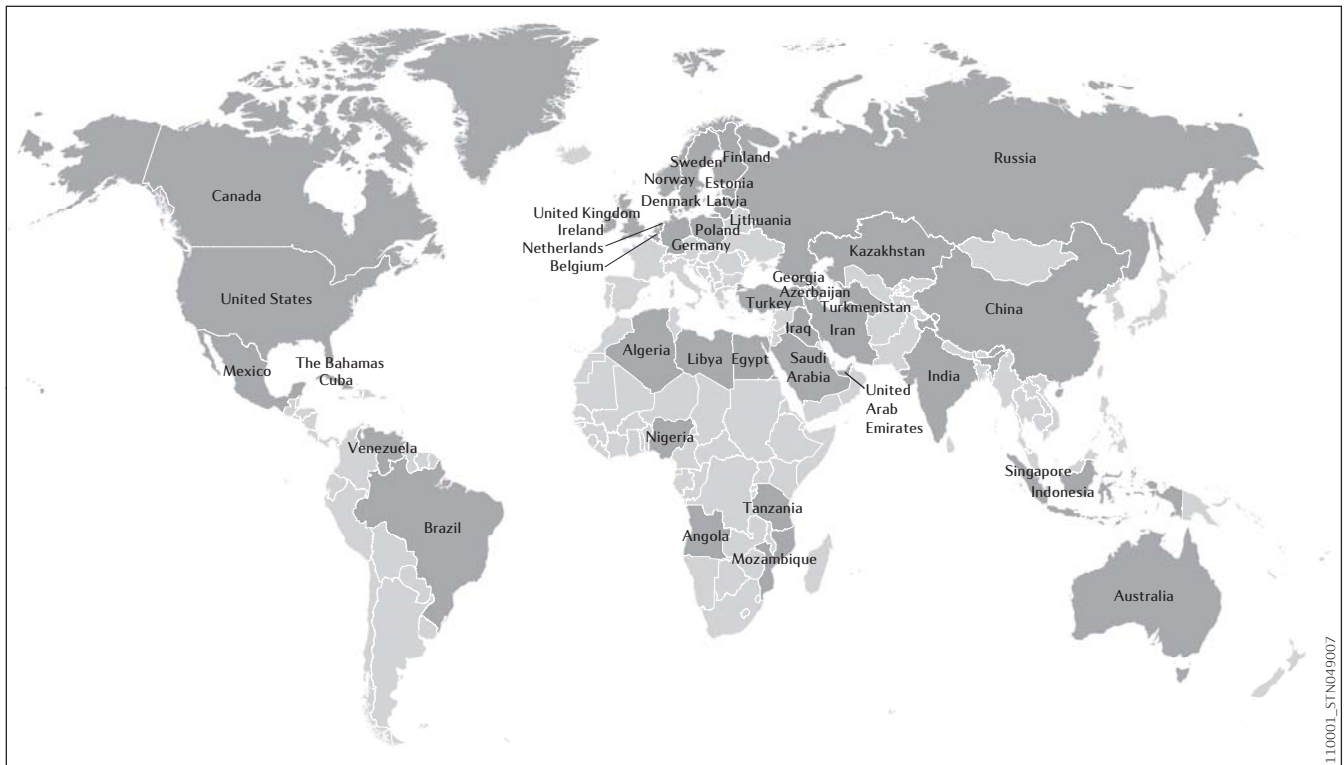 Sweden
Finland
Norway
Estonia
Russia
Canada
Denmark
Latvia
United Kingdom
Lithuania
Ireland
Poland
Netherlands
Germany
Belgium
Kazakhstan
Georgia
Azerbaijan
United States
Turkey
Turkmenistan
China
Iraq
Iran
Algeria
Libya
Egypt
Saudi
Arabia
The Bahamas
Cuba
Mexico
India
United
Arab
Emirates
Nigeria
Venezuela
Singapore
Indonesia
Tanzania
Brazil
Angola
Mozambique
Australia
110001_STN049007